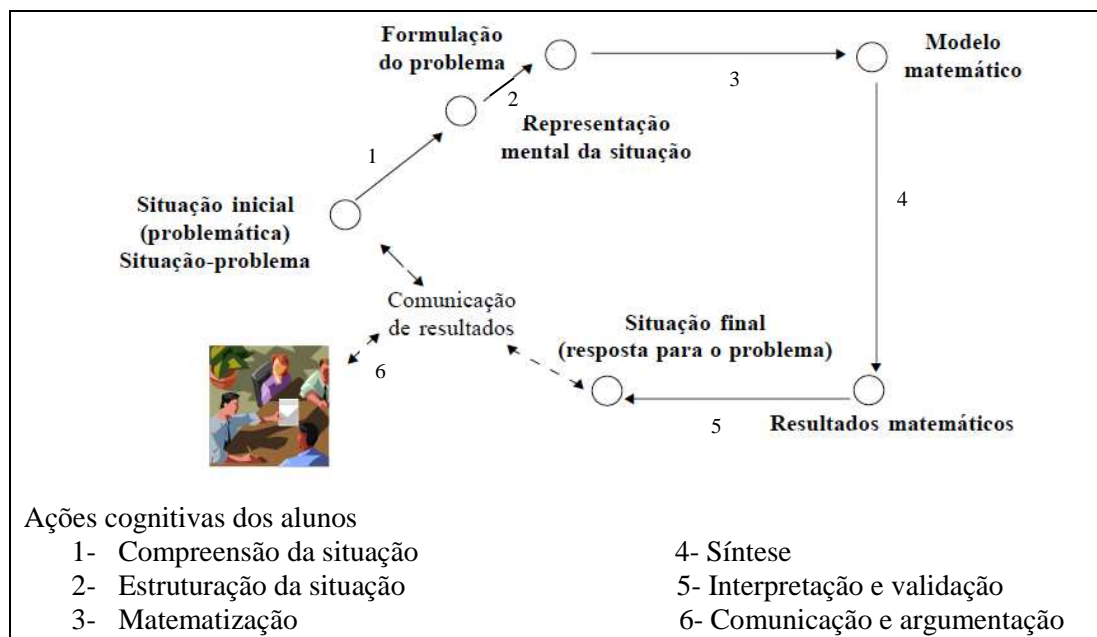 Formulação
do problema
Modelo
matemático
3
2
Representação
mental da situação
1
4
Situação inicial
(problemática)
Situação-problema
Comunicação
de resultados
Situação final
(resposta para o problema)
6
5
Resultados matemáticos
Ações cognitivas dos alunos
1- Compreensão da situação
2- Estruturação da situação
3- Matematização
4- Síntese
5- Interpretação e validação
6- Comunicação e argumentação